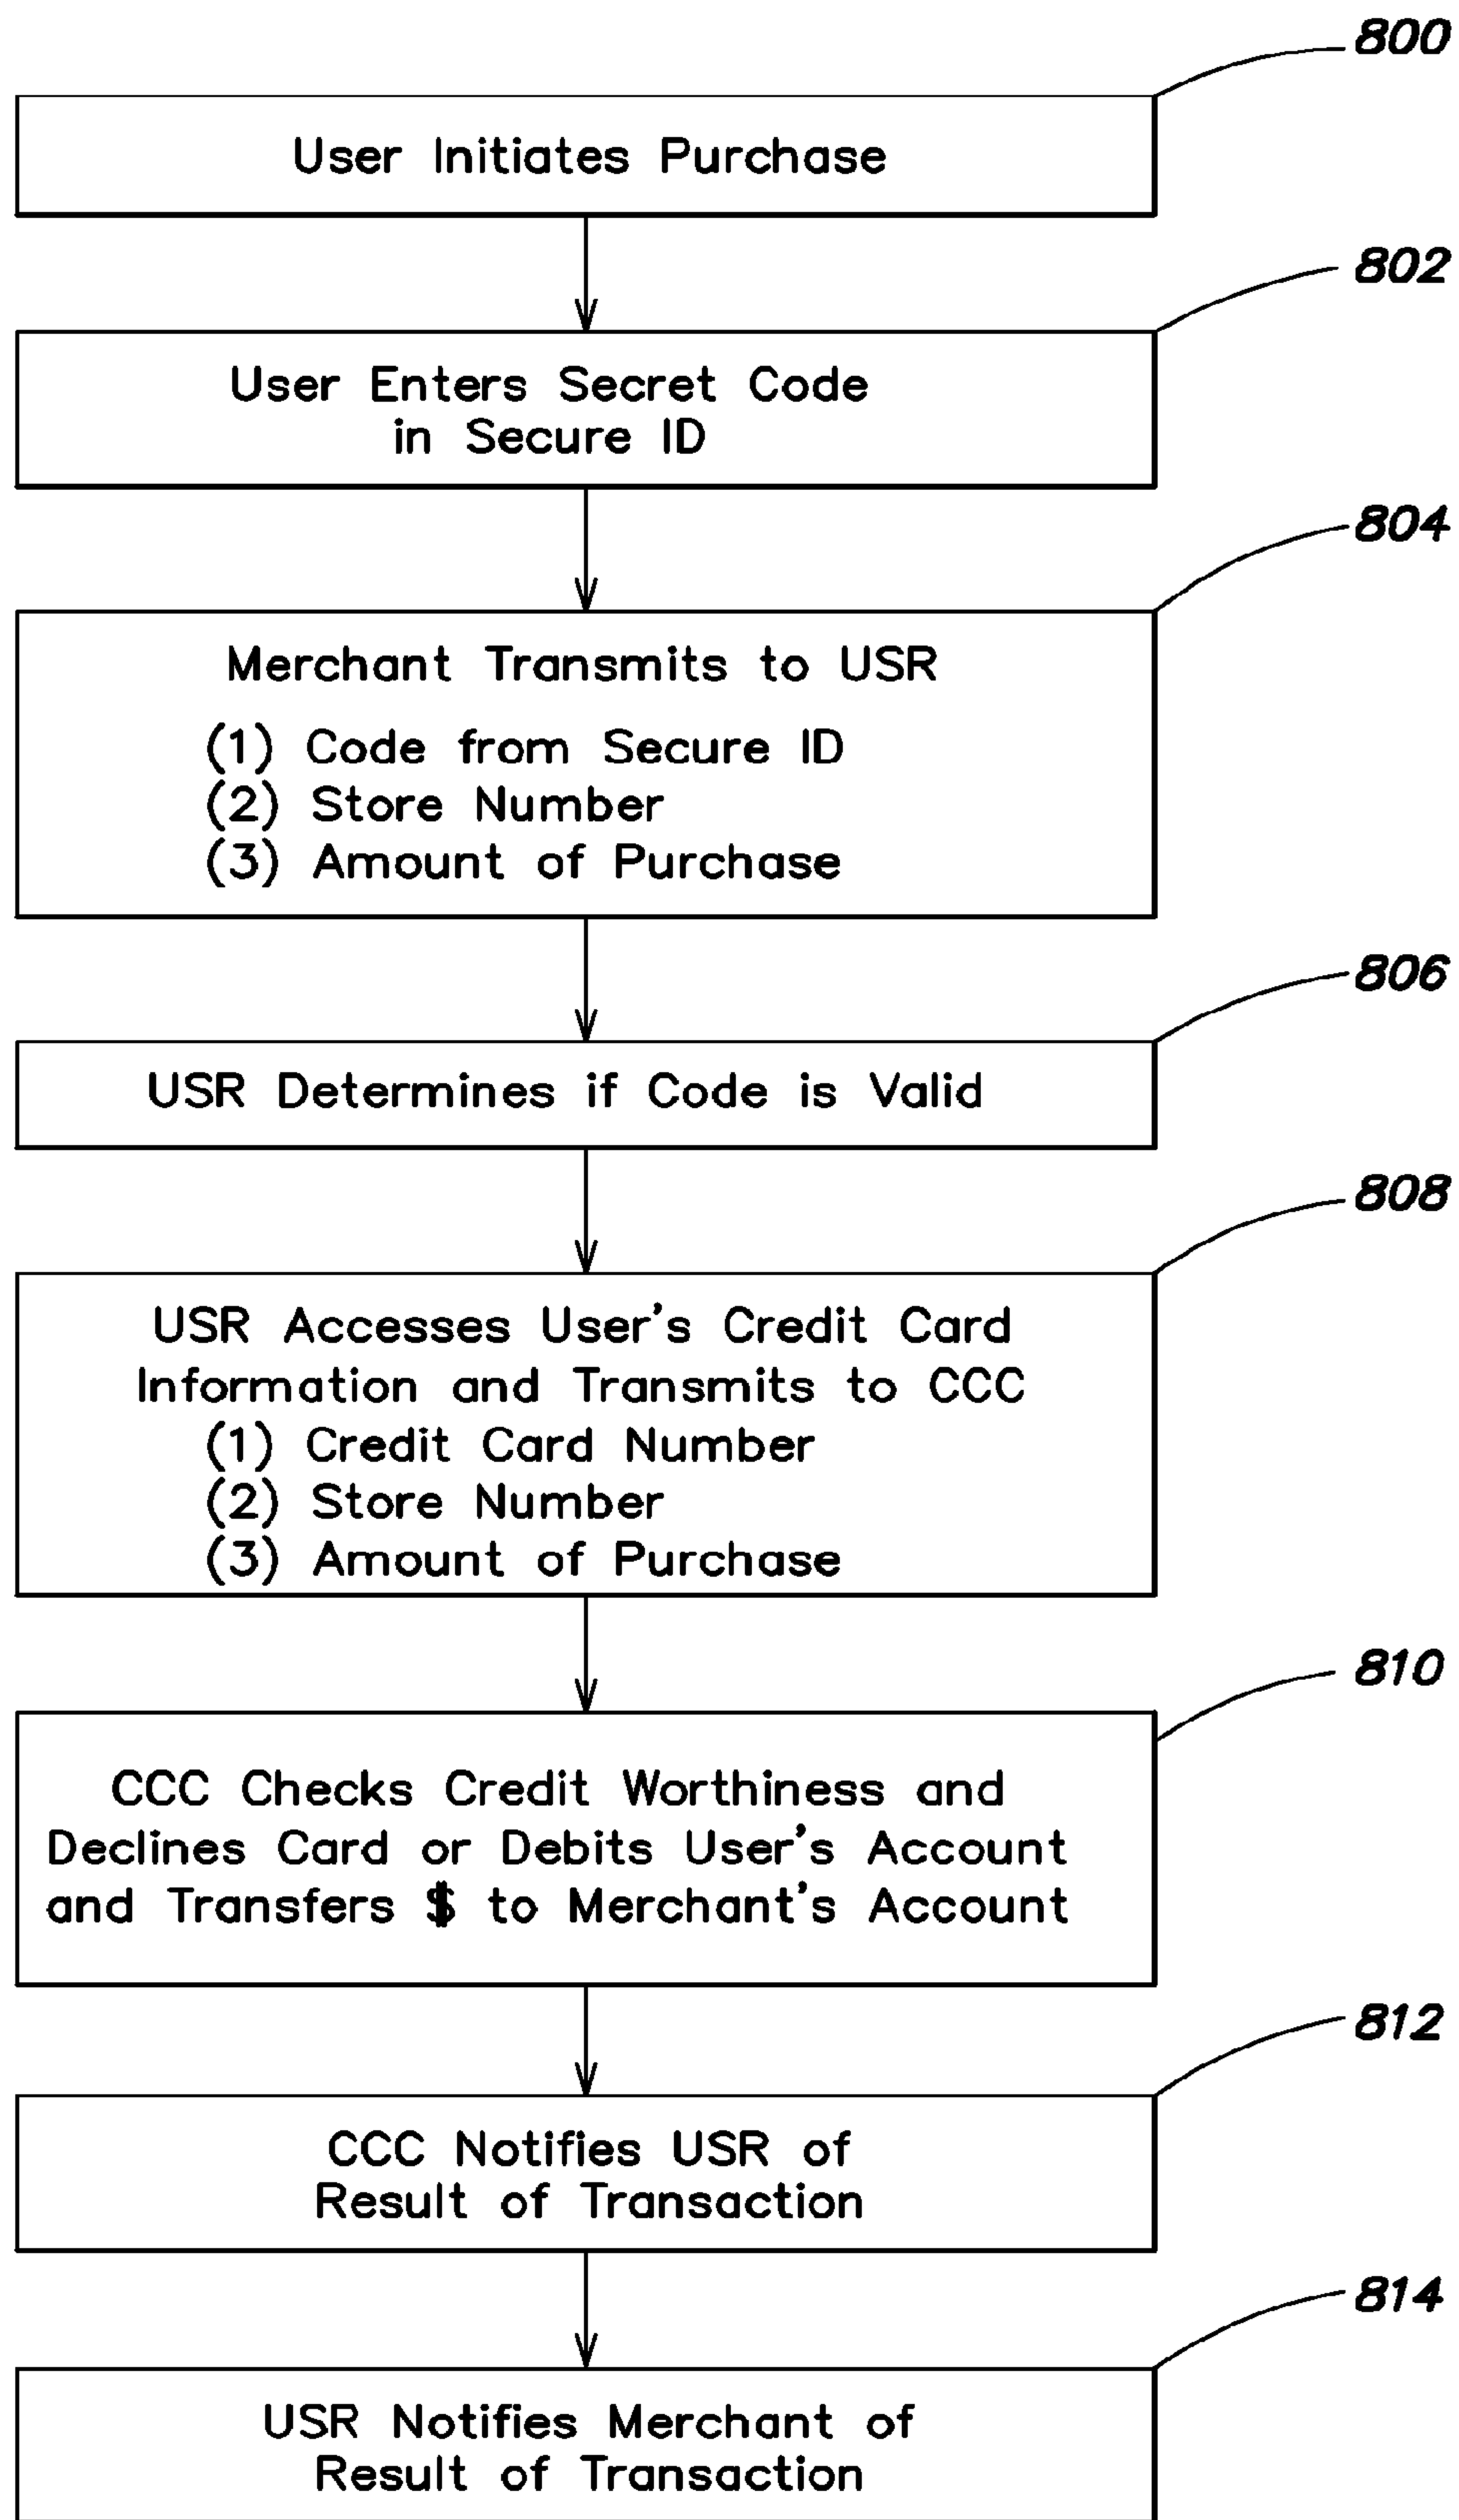 800
User Initiates Purchase
802
User Enters Secret Code
in Secure ID
804
Merchant Transmits to USR
(1) Code from Secure ID
(2) Store Number
(3) Amount of Purchase
806
USR Determines if Code is Valid
808
USR Accesses User's Credit Card
Information and Transmits to CCC
(1) Credit Card Number
(2) Store Number
(3) Amount of Purchase
810
CCC Checks Credit Worthiness and
Declines Card or Debits User's Account
and Transfers $ to Merchant's Account
812
CCC Notifies USR of
Result of Transaction
814
USR Notifies Merchant of
Result of Transaction